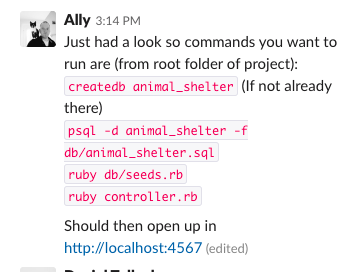 Ally 3:14 PM
Just had a look so commands you want to
run are (from root folder of project):
createdb animal_shelter (If not already
there)
psql -d animal_shelter -f
db/animal_shelter.sql
ruby db/seeds.rb
ruby controller.rb
Should then open up in
http://localhost:4567 (edited)